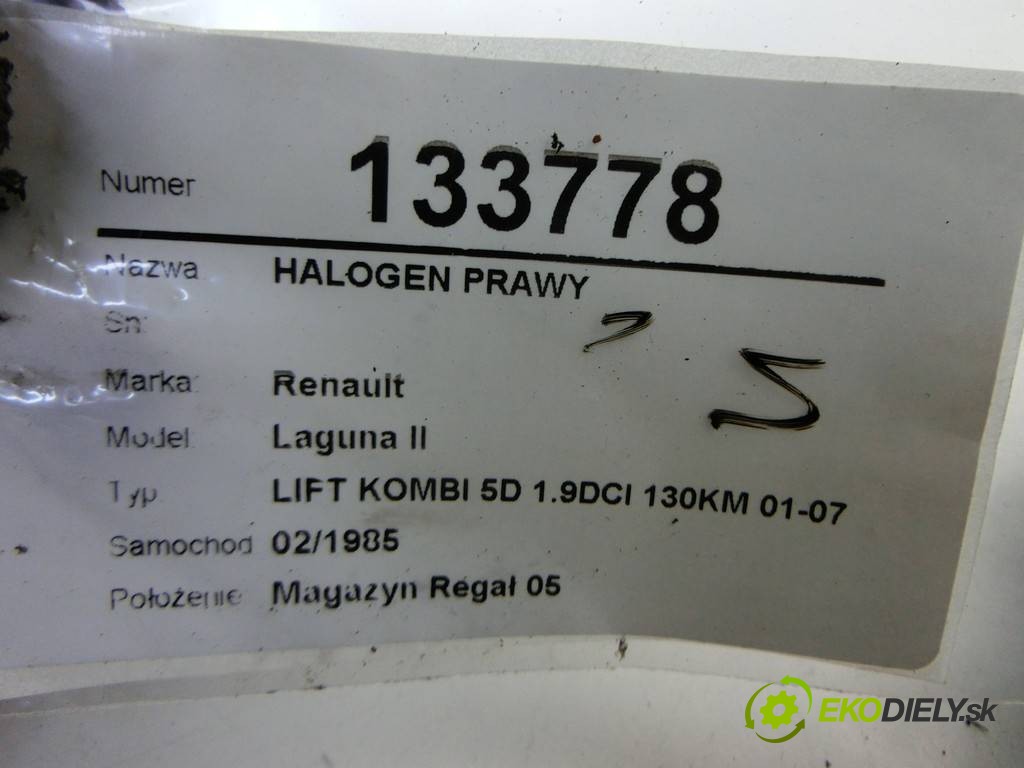 Numer 133778
Nazwa HALOGEN PRAWY
Sn:
Marka: Renault
Model Laguna II
Typ LIFT KOMBI 5D 1.9DCI 130KM 01-07
Samochod 02/1985
Położenie Magazyn Regał 05
EKODIELY.sk